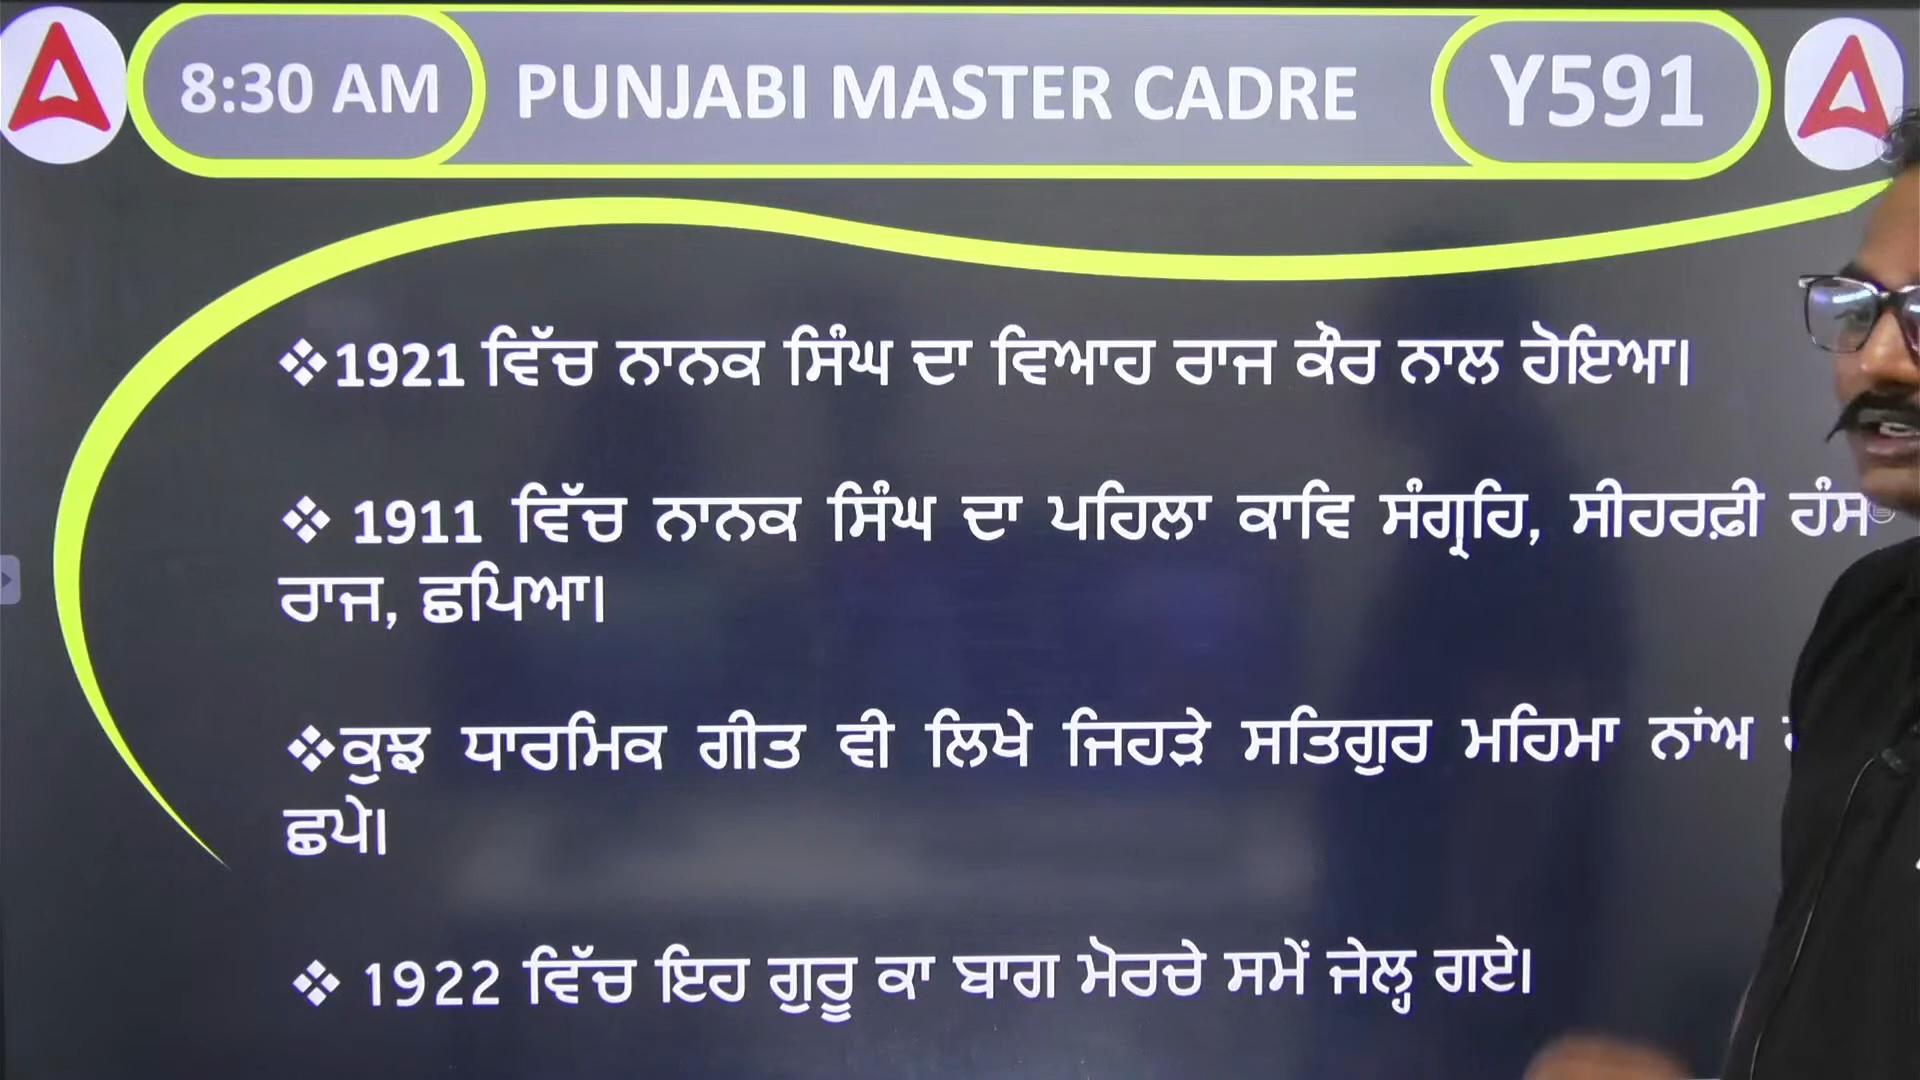 8:30 AM PUNJABI MASTER CADRE Y591
❖1921 ਵਿੱਚ ਨਾਨਕ ਸਿੰਘ ਦਾ ਵਿਆਹ ਰਾਜ ਕੌਰ ਨਾਲ ਹੋਇਆ।
❖ 1911 ਵਿੱਚ ਨਾਨਕ ਸਿੰਘ ਦਾ ਪਹਿਲਾ ਕਾਵਿ ਸੰਗ੍ਰਹਿ, ਸੀਹਰਫ਼ੀ ਹੰਸ
ਰਾਜ, ਛਪਿਆ।
❖ਕੁਝ ਧਾਰਮਿਕ ਗੀਤ ਵੀ ਲਿਖੇ ਜਿਹੜੇ ਸਤਿਗੁਰ ਮਹਿਮਾ ਨਾਂਅ
ਛਪੇ।
❖ 1922 ਵਿੱਚ ਇਹ ਗੁਰੂ ਕਾ ਬਾਗ ਮੋਰਚੇ ਸਮੇਂ ਜੇਲ੍ਹ ਗਏ।